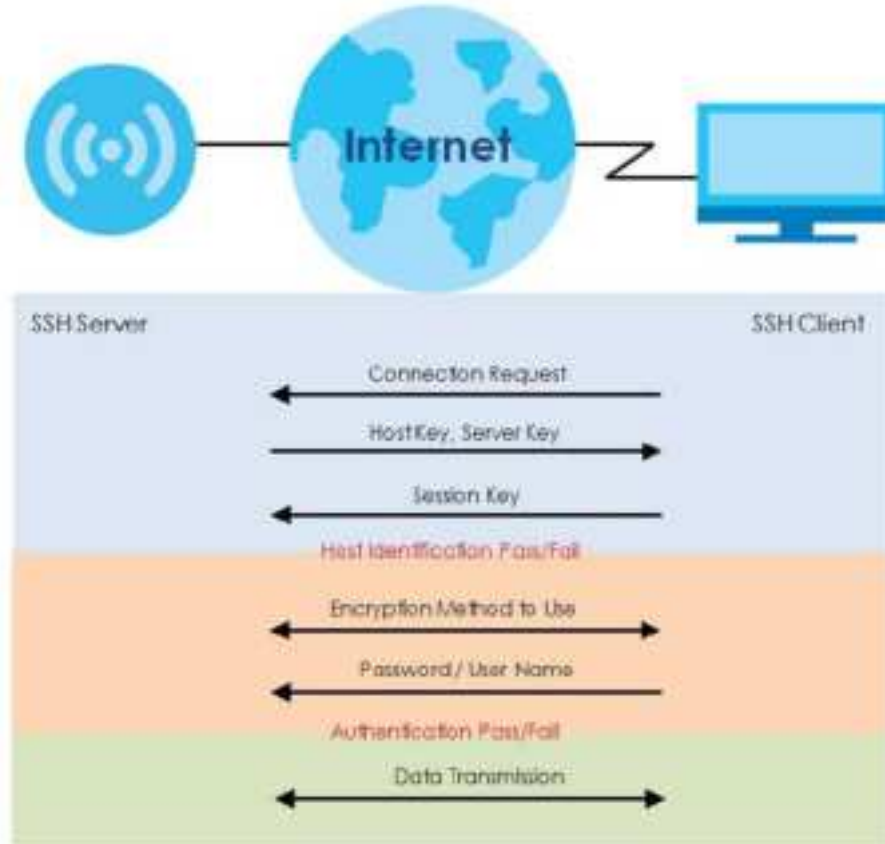 Internet
SSH Server
SSH Client
Connection Request
Host Key, Server Key
Session Key
Host Identification Pass/Fail
Encryption Method to Use
Password / User Name
Authentication Pass/Fail
Data Transmission